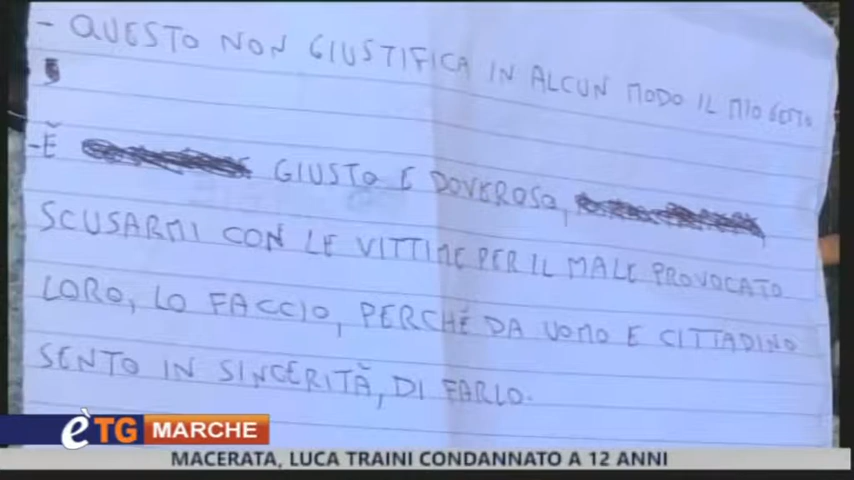 - QUESTO NON GIUSTIFICA IN ALCUN MODO IL MIO GESTO
- È GIUSTO E DOVEROSO,
SCUSARMI CON LE VITTIME PER IL MALE PROVOCATO
LORO, LO FACCIO, PERCHÉ DA UOMO E CITTADINO
SENTO IN SINCERITÀ, DI FARLO.
è TG MARCHE
MACERATA, LUCA TRAINI CONDANNATO A 12 ANNI